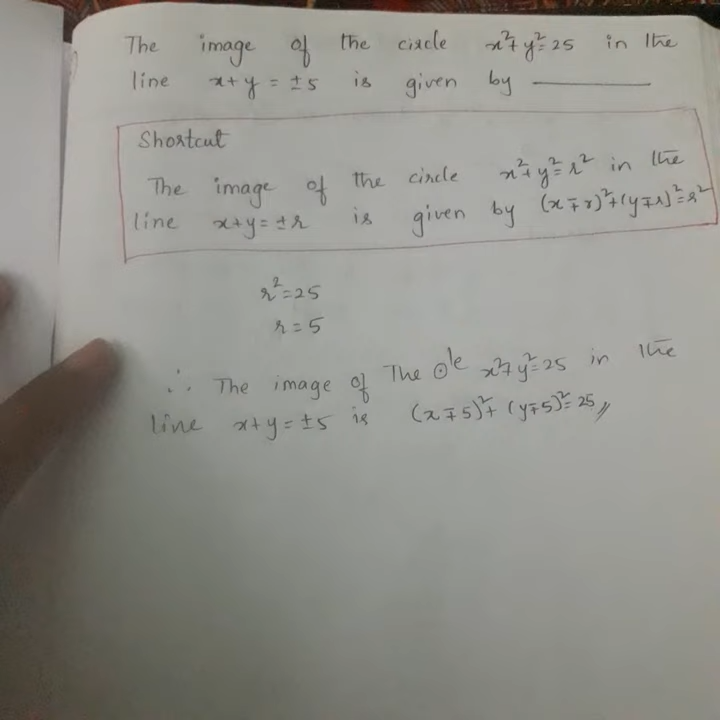 The image of the circle x²+y²=25 in the
line x+y = ±5 is given by ________
Shortcut
The image of the circle x²+y²=r² in the
line x+y=±r is given by (x∓r)²+(y∓r)²=r²
r²=25
r=5
∴ The image of The ⊙le x²+y²=25 in the
line x+y=±5 is (x∓5)²+(y∓5)²=25//